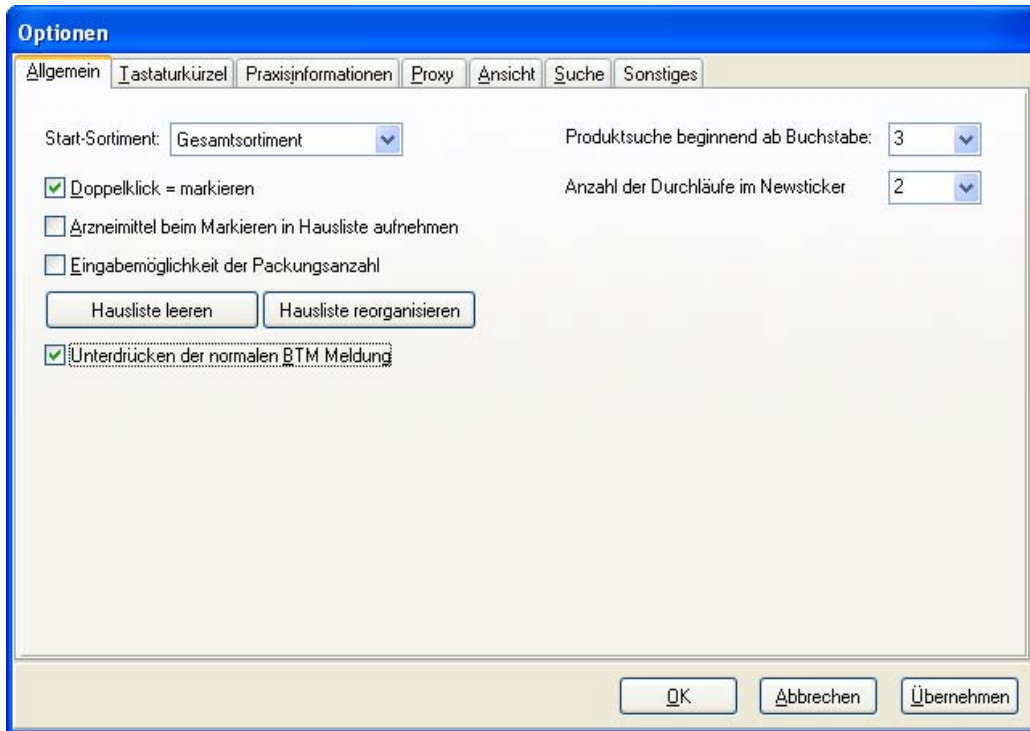 Optionen
Allgemein Tastaturkürzel Praxisinformationen Proxy Ansicht Suche Sonstiges
Start-Sortiment: Gesamtsortiment Produktsuche beginnend ab Buchstabe: 3
Doppelklick = markieren Anzahl der Durchläufe im Newsticker 2
Arzneimittel beim Markieren in Hausliste aufnehmen
Eingabemöglichkeit der Packungsanzahl
Hausliste leeren Hausliste reorganisieren
Unterdrücken der normalen BTM Meldung
OK Abbrechen Übernehmen